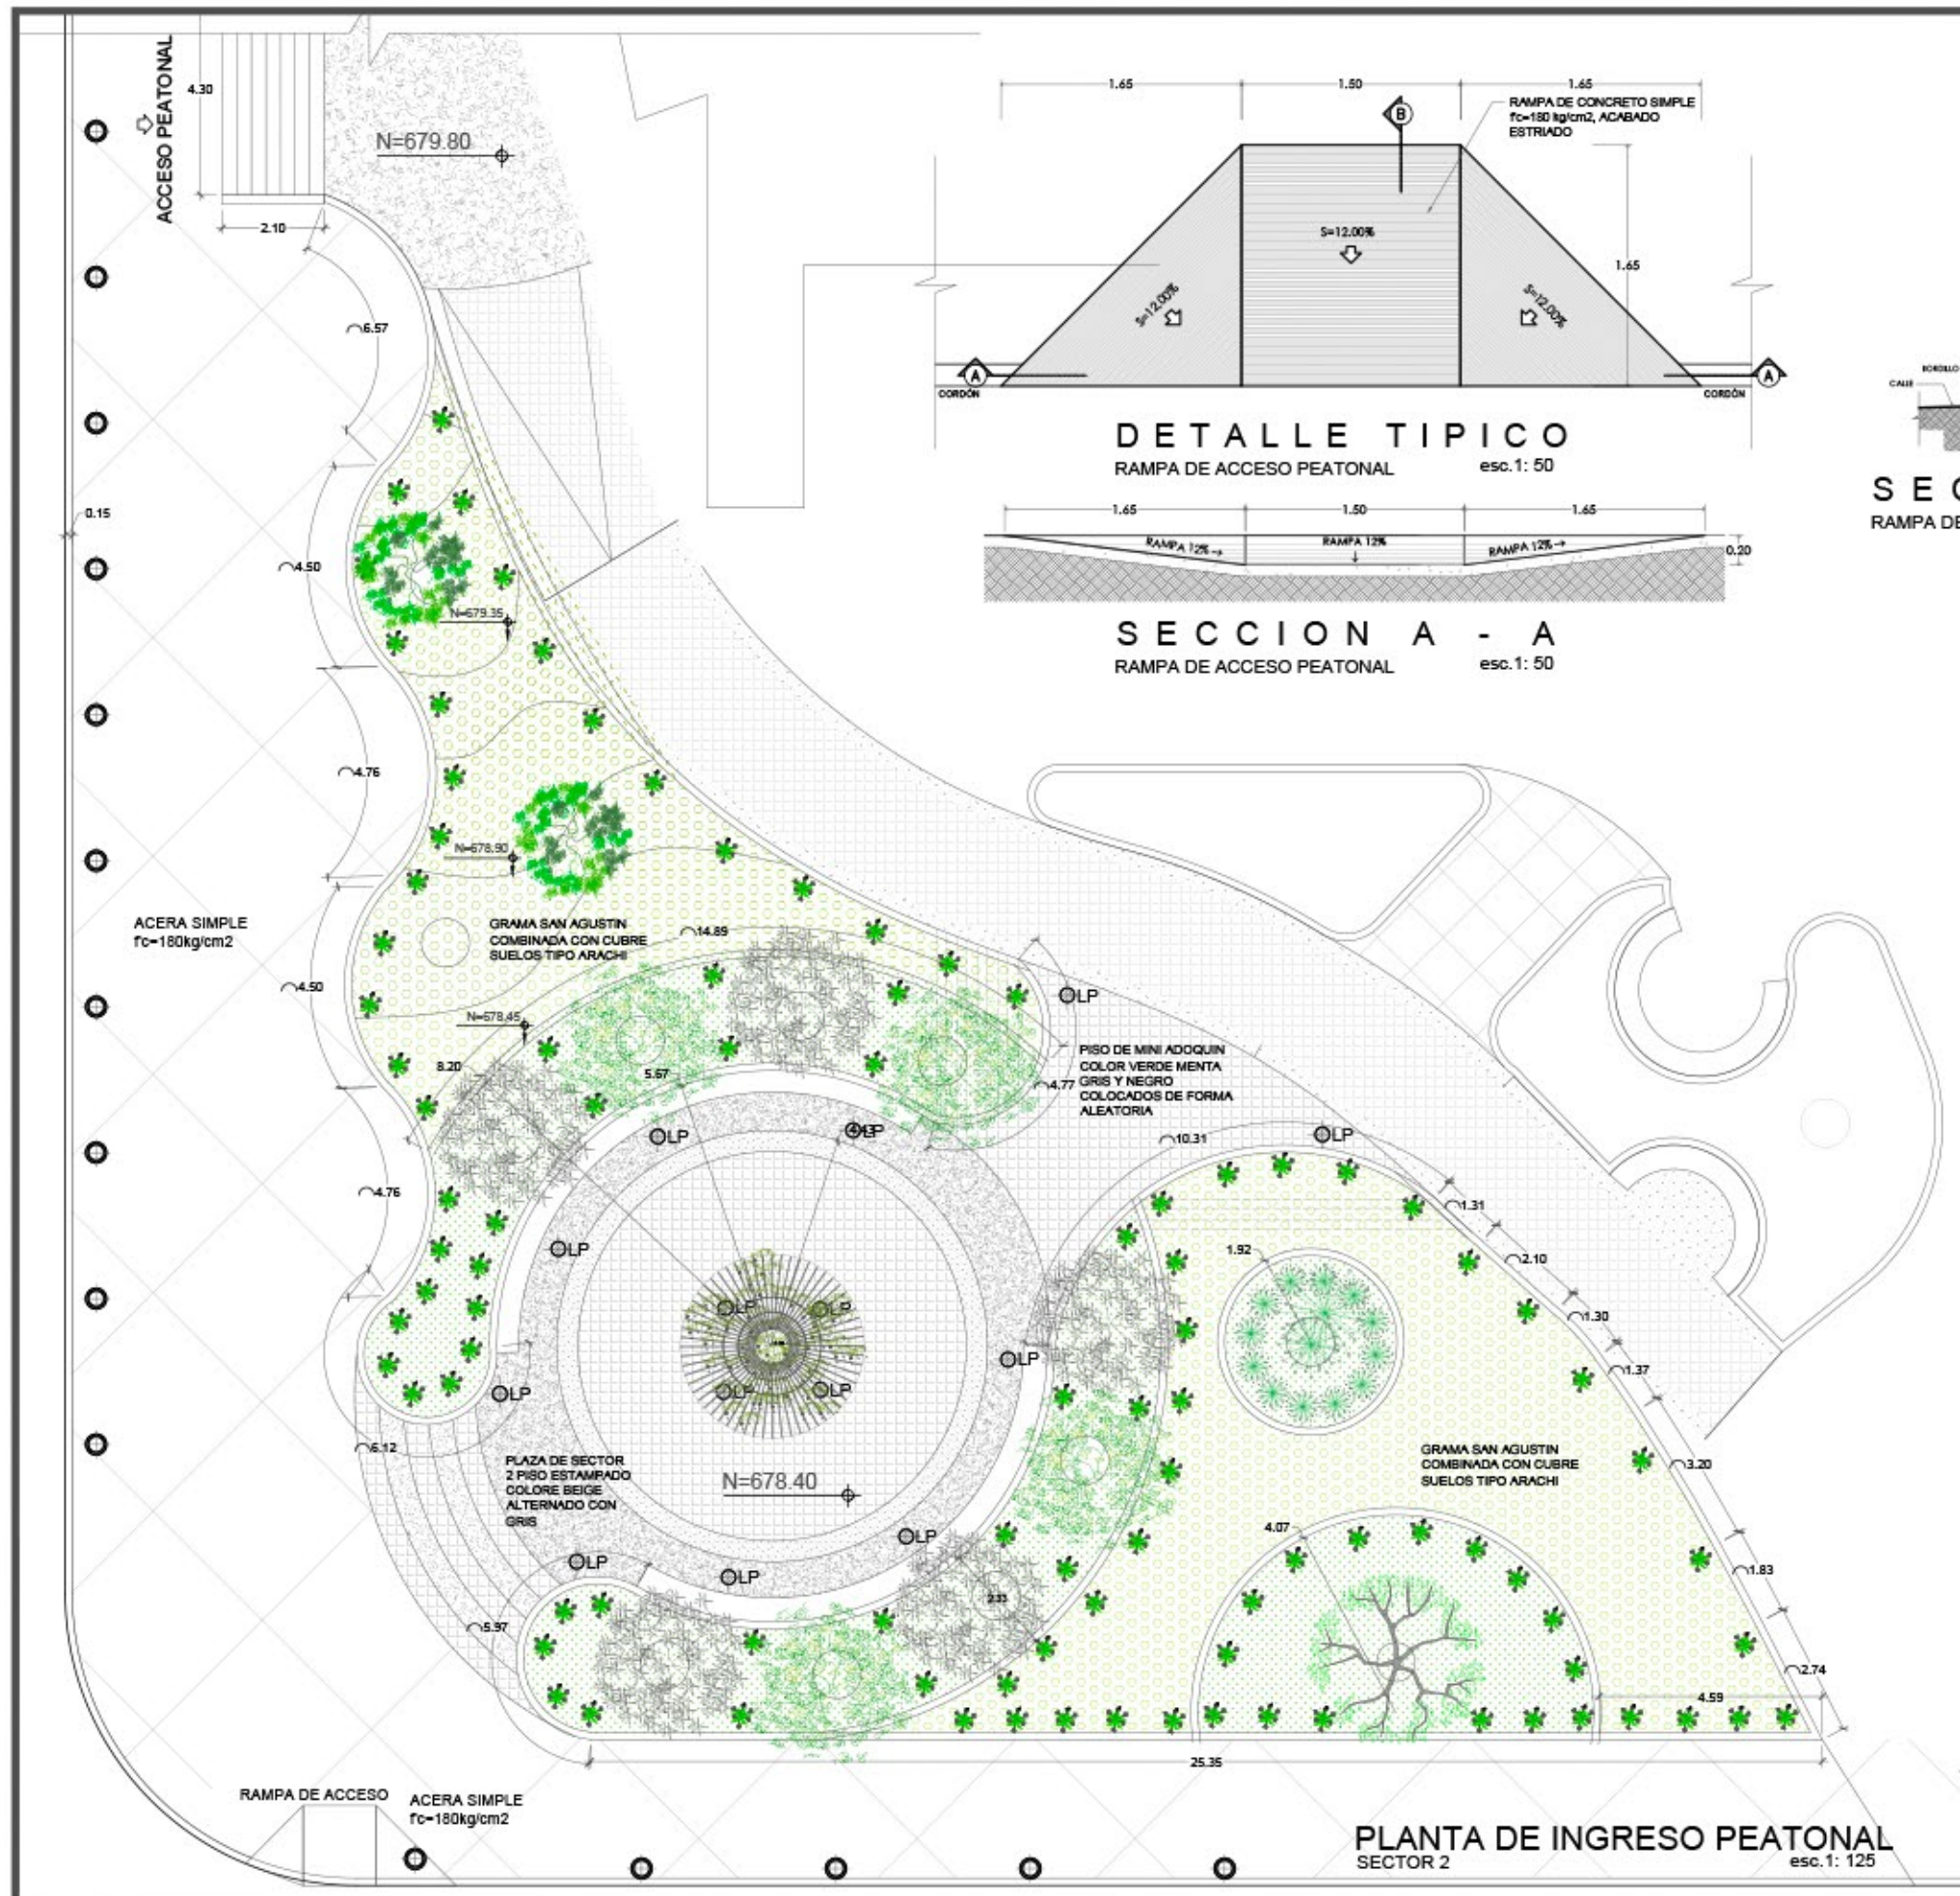 ACCESO PEATONAL
4.30
2.10
N=679.80
6.57
0.15
4.50
N=679.35
4.76
N=678.90
ACERA SIMPLE
f'c=180kg/cm2
GRAMA SAN AGUSTIN
COMBINADA CON CUBRE
SUELOS TIPO ARACHI
14.89
4.50
N=678.45
8.20
5.67
4.76
LP
PISO DE MINI ADOQUIN
COLOR VERDE MENTA
GRIS Y NEGRO
COLOCADOS DE FORMA
ALEATORIA
4.77
LP
LP
10.31
LP
LP
1.31
1.92
2.10
1.30
1.37
LP
LP
LP
LP
LP
LP
6.12
PLAZA DE SECTOR
2 PISO ESTAMPADO
COLORE BEIGE
ALTERNADO CON
GRIS
N=678.40
GRAMA SAN AGUSTIN
COMBINADA CON CUBRE
SUELOS TIPO ARACHI
3.20
4.07
LP
LP
LP
1.83
2.33
5.97
2.74
4.59
25.35
RAMPA DE ACCESO
ACERA SIMPLE
f'c=180kg/cm2
PLANTA DE INGRESO PEATONAL
SECTOR 2
esc.1: 125
1.65
1.50
1.65
B
RAMPA DE CONCRETO SIMPLE
f'c=180 kg/cm2, ACABADO
ESTRIADO
S=12.00%
S=12.00%
S=12.00%
1.65
A
A
CORDÓN
CORDÓN
DETALLE TIPICO
RAMPA DE ACCESO PEATONAL
esc.1: 50
1.65
1.50
1.65
RAMPA 12%
RAMPA 12%
RAMPA 12%
0.20
SECCION A - A
RAMPA DE ACCESO PEATONAL
esc.1: 50
BORDILLO
CALLE
SEC
RAMPA DE